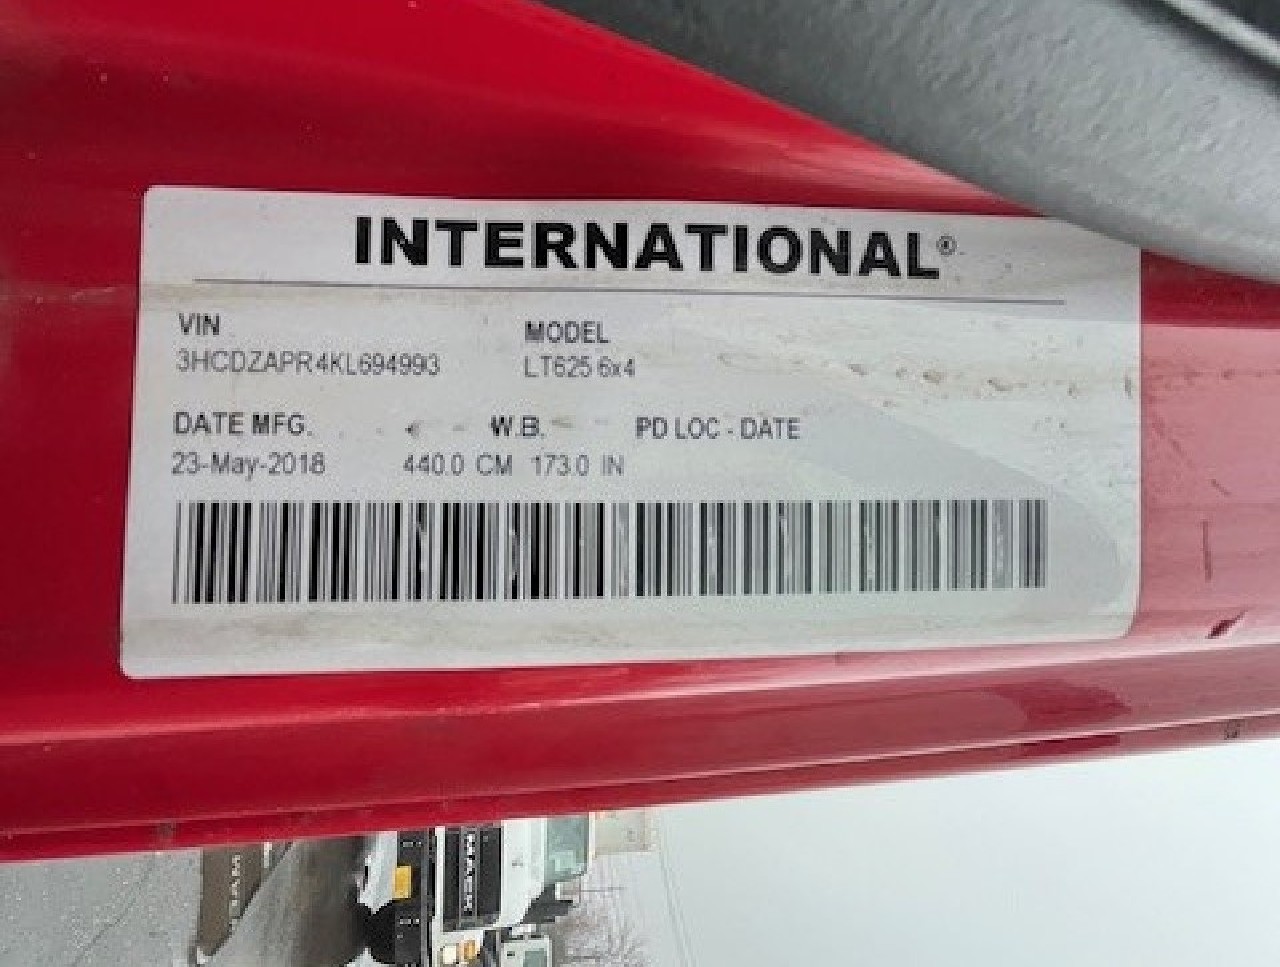 INTERNATIONAL®
VIN
3HCDZAPR4KL694993
MODEL
LT625 6x4
DATE MFG.
W.B.
PD LOC - DATE
23-May-2018
440.0 CM 173.0 IN
MACK